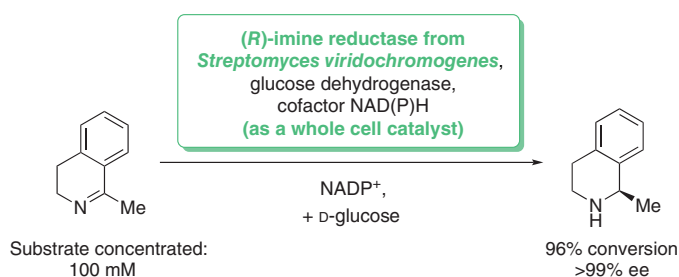 (R)-imine reductase from
Streptomyces viridochromogenes,
glucose dehydrogenase,
cofactor NAD(P)H
(as a whole cell catalyst)
NADP⁺,
+ D-glucose
N
Me
Substrate concentrated:
100 mM
N
H
Me
96% conversion
>99% ee